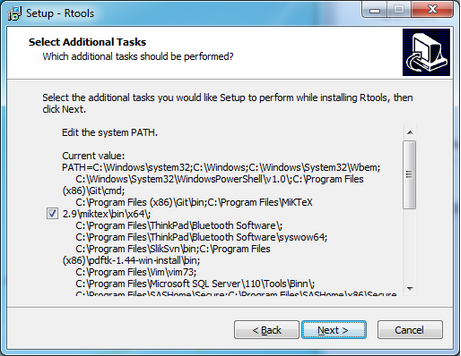 Setup - Rtools
Select Additional Tasks
Which additional tasks should be performed?
Select the additional tasks you would like Setup to perform while installing Rtools, then
click Next.
Edit the system PATH.
Current value:
PATH=C:\Windows\system32;C:\Windows;C:\Windows\System32\Wbem;
C:\Windows\System32\WindowsPowerShell\v1.0\;C:\Program Files
(x86)\Git\cmd;
C:\Program Files (x86)\Git\bin;C:\Program Files\MiKTeX
2.9\miktex\bin\x64\;
C:\Program Files\ThinkPad\Bluetooth Software\;
C:\Program Files\ThinkPad\Bluetooth Software\syswow64;
C:\Program Files\SlikSvn\bin;C:\Program Files
(x86)\pdftk-1.44-win-install\bin;
C:\Program Files\Vim\vim73;
C:\Program Files\Microsoft SQL Server\110\Tools\Binn\;
C:\Program Files\SASHome\Secure;C:\Program Files\SASHome\x86\Secure
< Back
Next >
Cancel